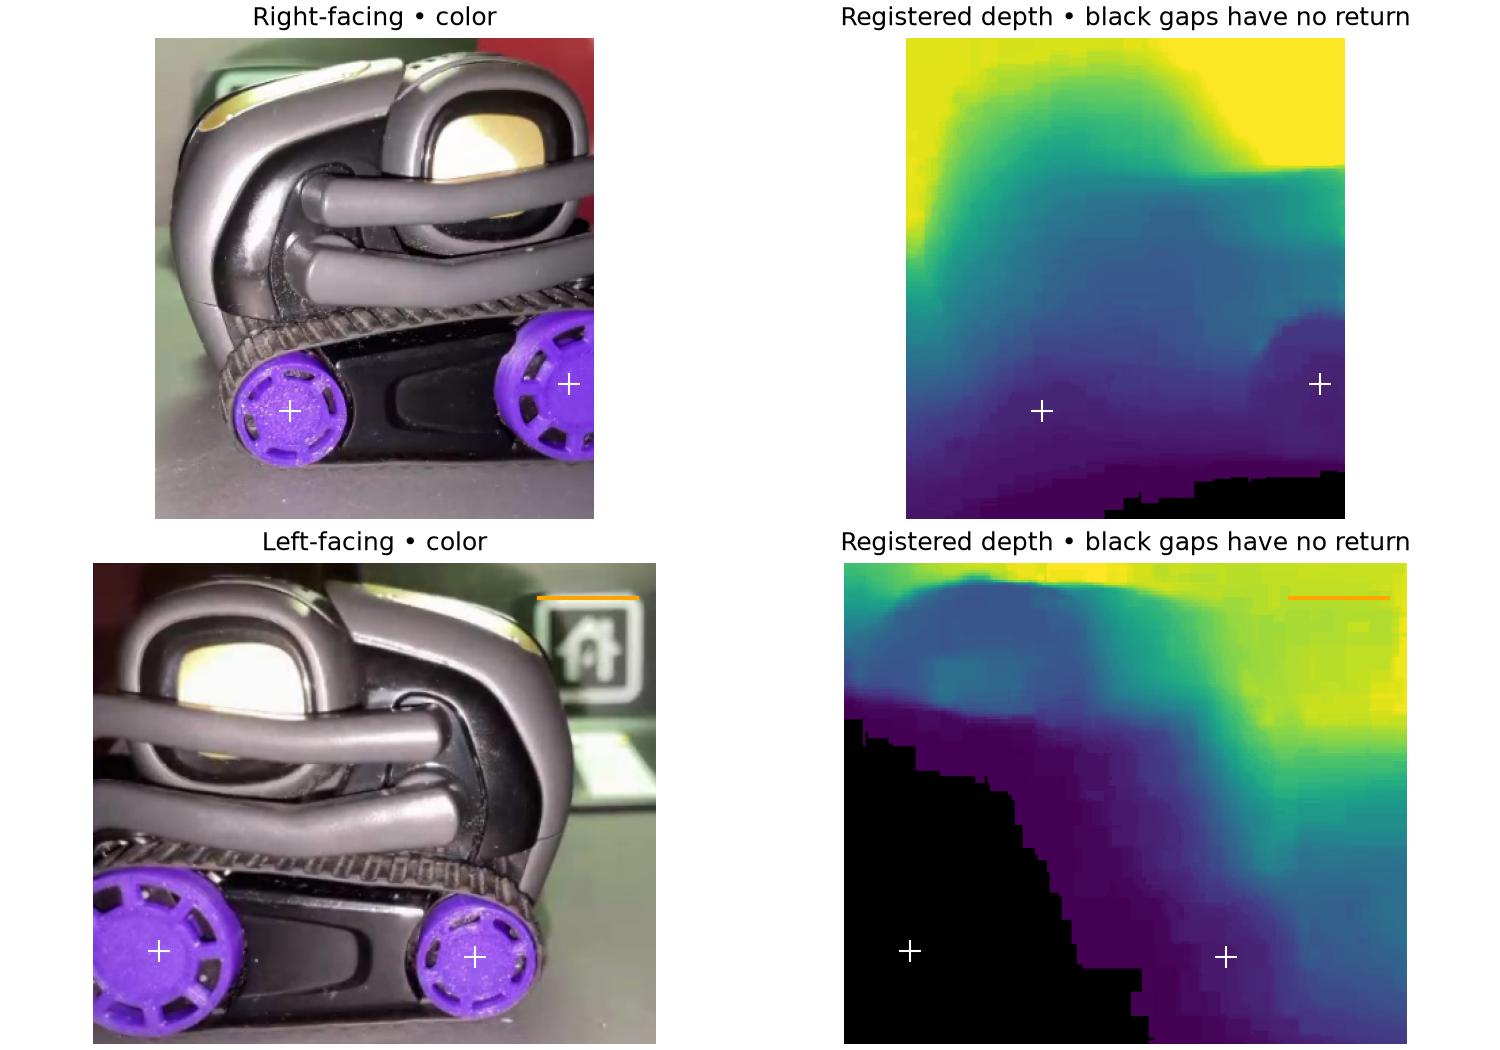 Right-facing • color
Registered depth • black gaps have no return
Left-facing • color
Registered depth • black gaps have no return